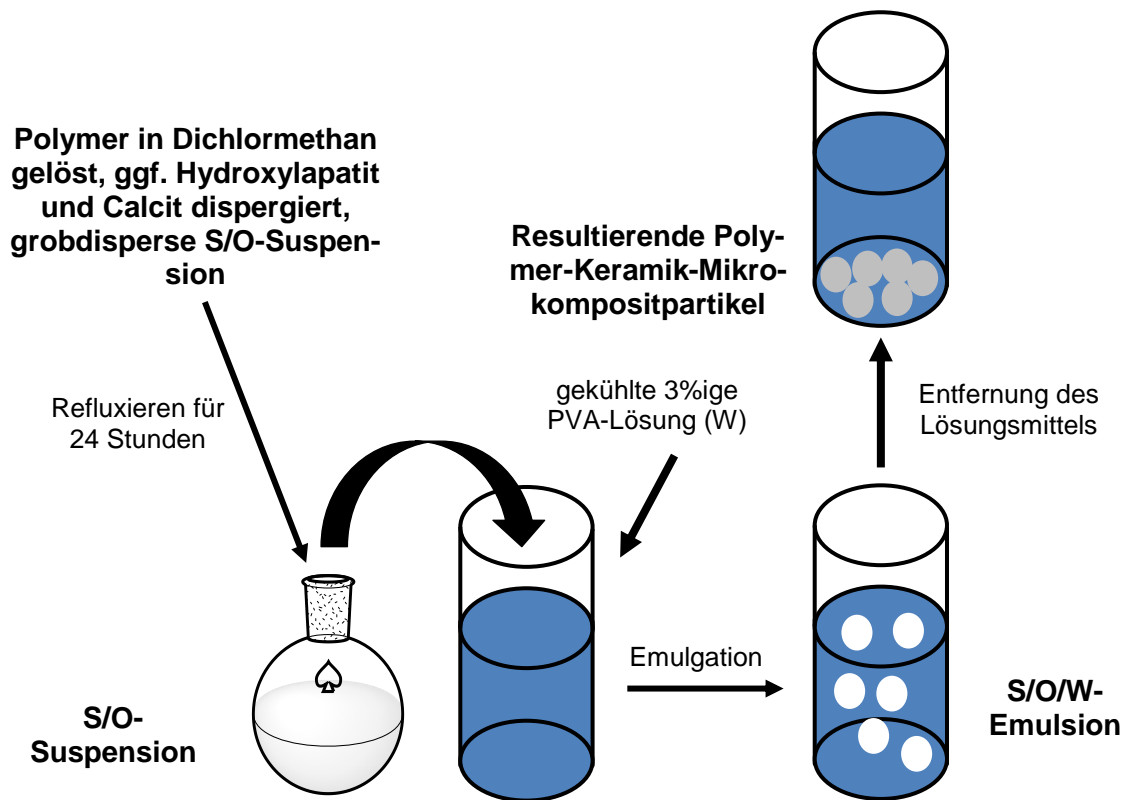 Polymer in Dichlormethan
gelöst, ggf. Hydroxylapatit
und Calcit dispergiert,
grobdisperse S/O-Suspen-
sion
Resultierende Poly-
mer-Keramik-Mikro-
kompositpartikel
Refluxieren für
24 Stunden
gekühlte 3%ige
PVA-Lösung (W)
Entfernung des
Lösungsmittels
S/O-
Suspension
Emulgation
S/O/W-
Emulsion